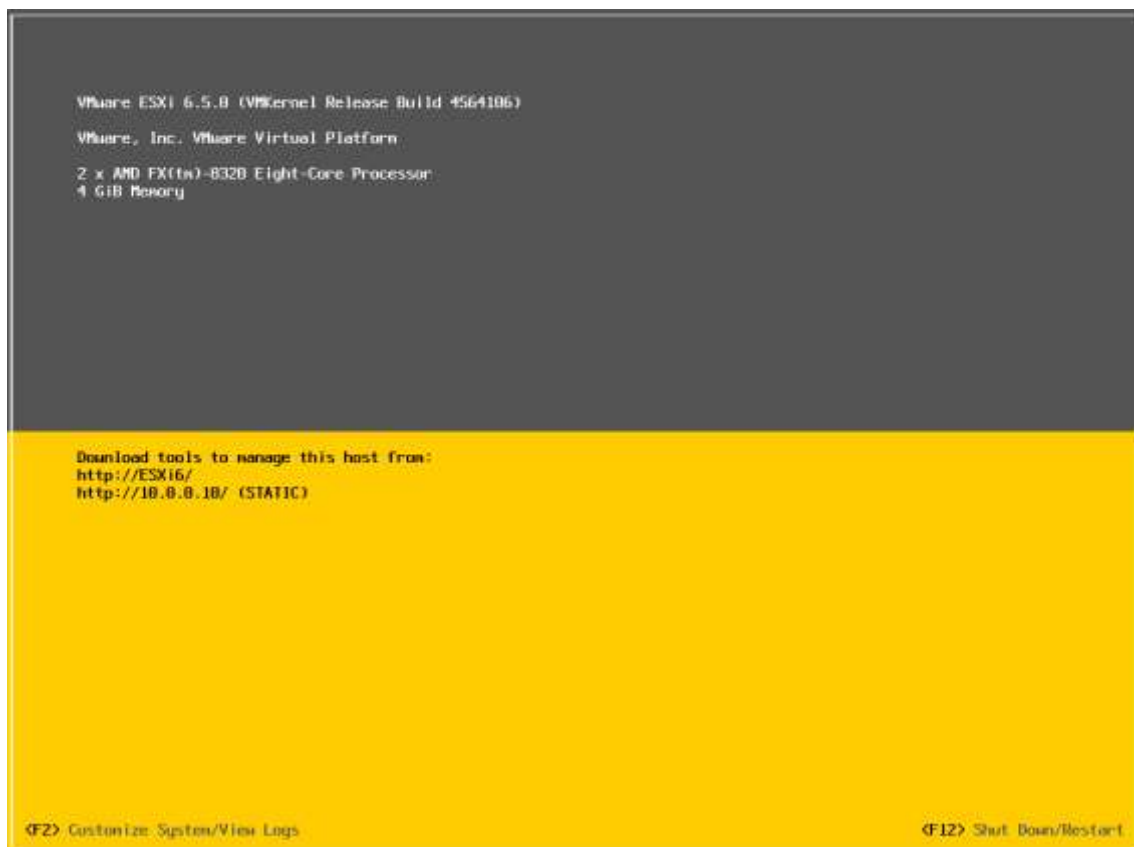 VMware ESXi 6.5.0 (VMKernel Release Build 4564106)
VMware, Inc. VMware Virtual Platform
2 x AMD FX(tm)-8320 Eight-Core Processor
4 GiB Memory
Download tools to manage this host from:
http://ESXi6/
http://10.0.0.10/ (STATIC)
<F2> Customize System/View Logs
<F12> Shut Down/Restart